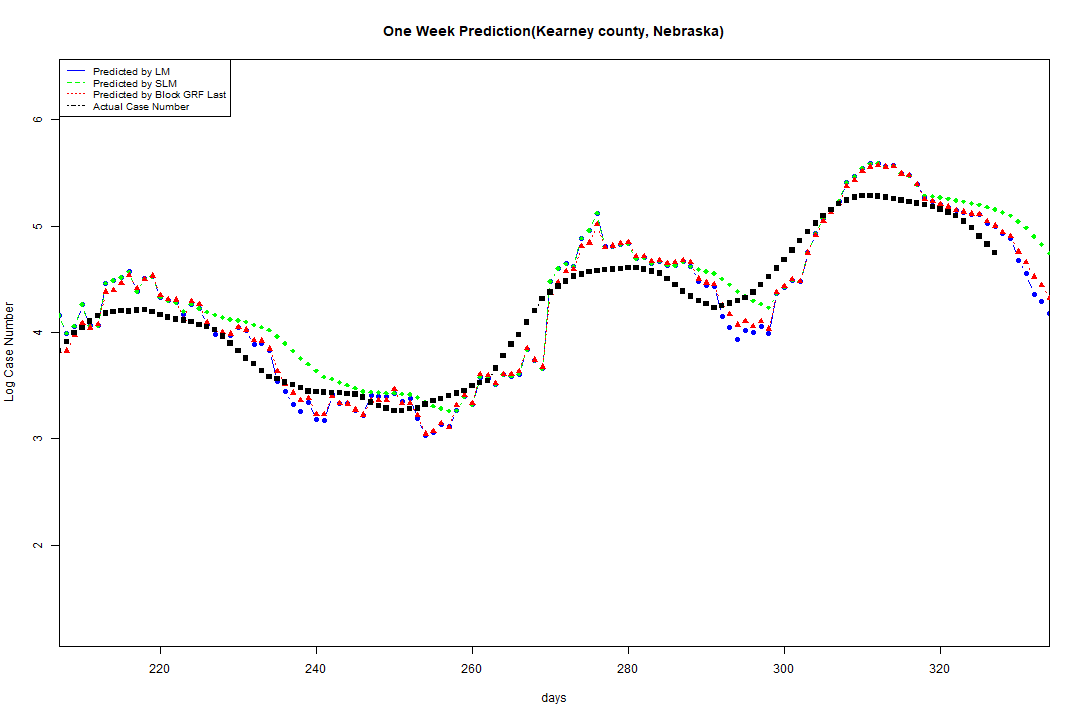 One Week Prediction(Kearney county, Nebraska)
Predicted by LM
Predicted by SLM
Predicted by Block GRF Last
Actual Case Number
6
5
4
3
2
Log Case Number
220 240 260 280 300 320
days